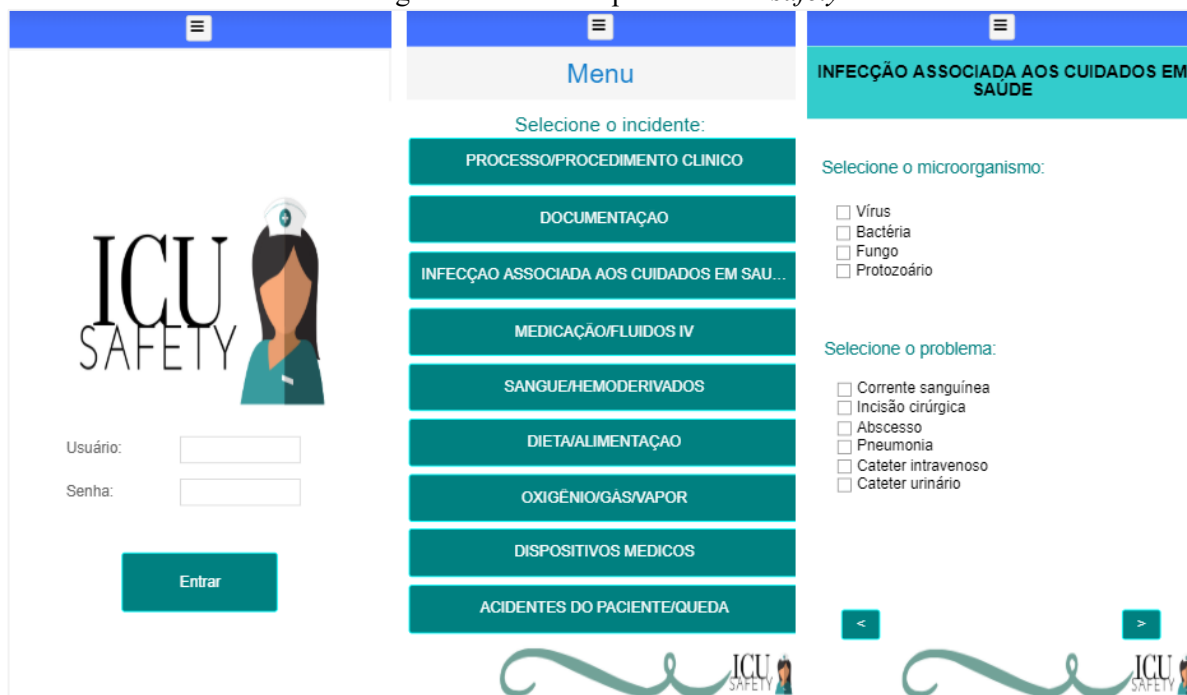 safety
ICU
SAFETY
Usuário:
Senha:
Entrar
Menu
Selecione o incidente:
PROCESSO/PROCEDIMENTO CLINICO
DOCUMENTAÇAO
INFECÇAO ASSOCIADA AOS CUIDADOS EM SAU...
MEDICAÇÃO/FLUIDOS IV
SANGUE/HEMODERIVADOS
DIETA/ALIMENTAÇAO
OXIGÊNIO/GÀS/VAPOR
DISPOSITIVOS MEDICOS
ACIDENTES DO PACIENTE/QUEDA
ICU
SAFETY
INFECÇÃO ASSOCIADA AOS CUIDADOS EM
SAÚDE
Selecione o microorganismo:
Vírus
Bactéria
Fungo
Protozoário
Selecione o problema:
Corrente sanguínea
Incisão cirúrgica
Abscesso
Pneumonia
Cateter intravenoso
Cateter urinário
< >
ICU
SAFETY